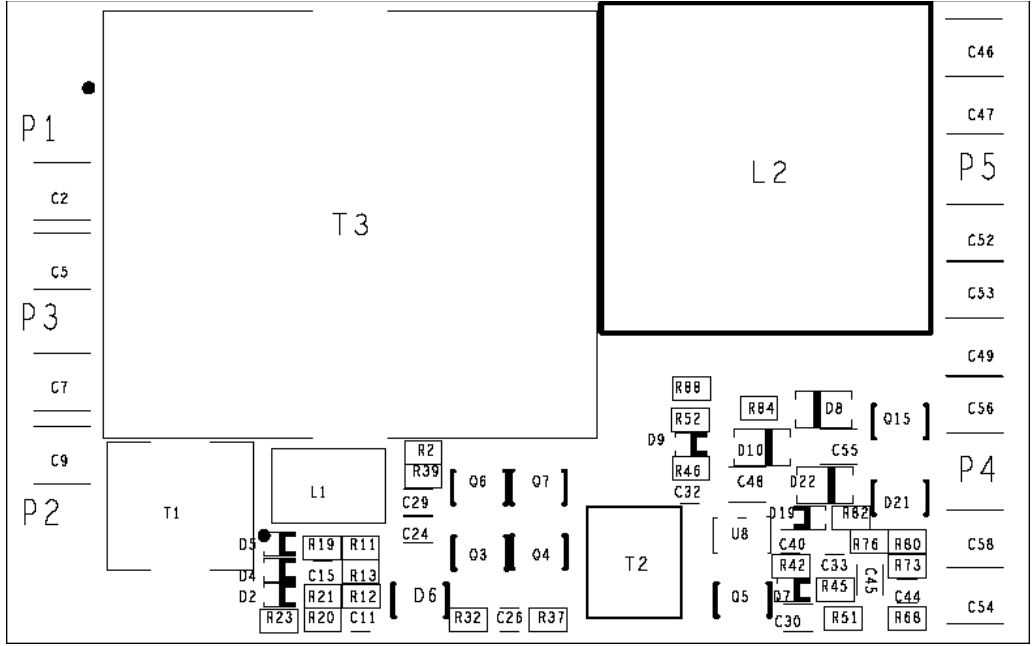 C46
C47
P1
P5
L2
C2
T3
C52
C5
C53
P3
C49
C7
R88
R84
D8
C56
R52
Q15
D9
D10
C55
C9
R2
R46
C48
D22
P4
R39
Q6
Q7
C32
L1
C29
D21
P2
T1
D19
R82
C24
U8
D5
R19
R11
C40
R76
R80
C58
Q3
Q4
T2
R42
C33
R73
D4
C15
R13
C45
D2
R21
R12
D6
Q5
D7
R45
C44
C54
R23
R20
C11
R32
C26
R37
C30
R51
R68